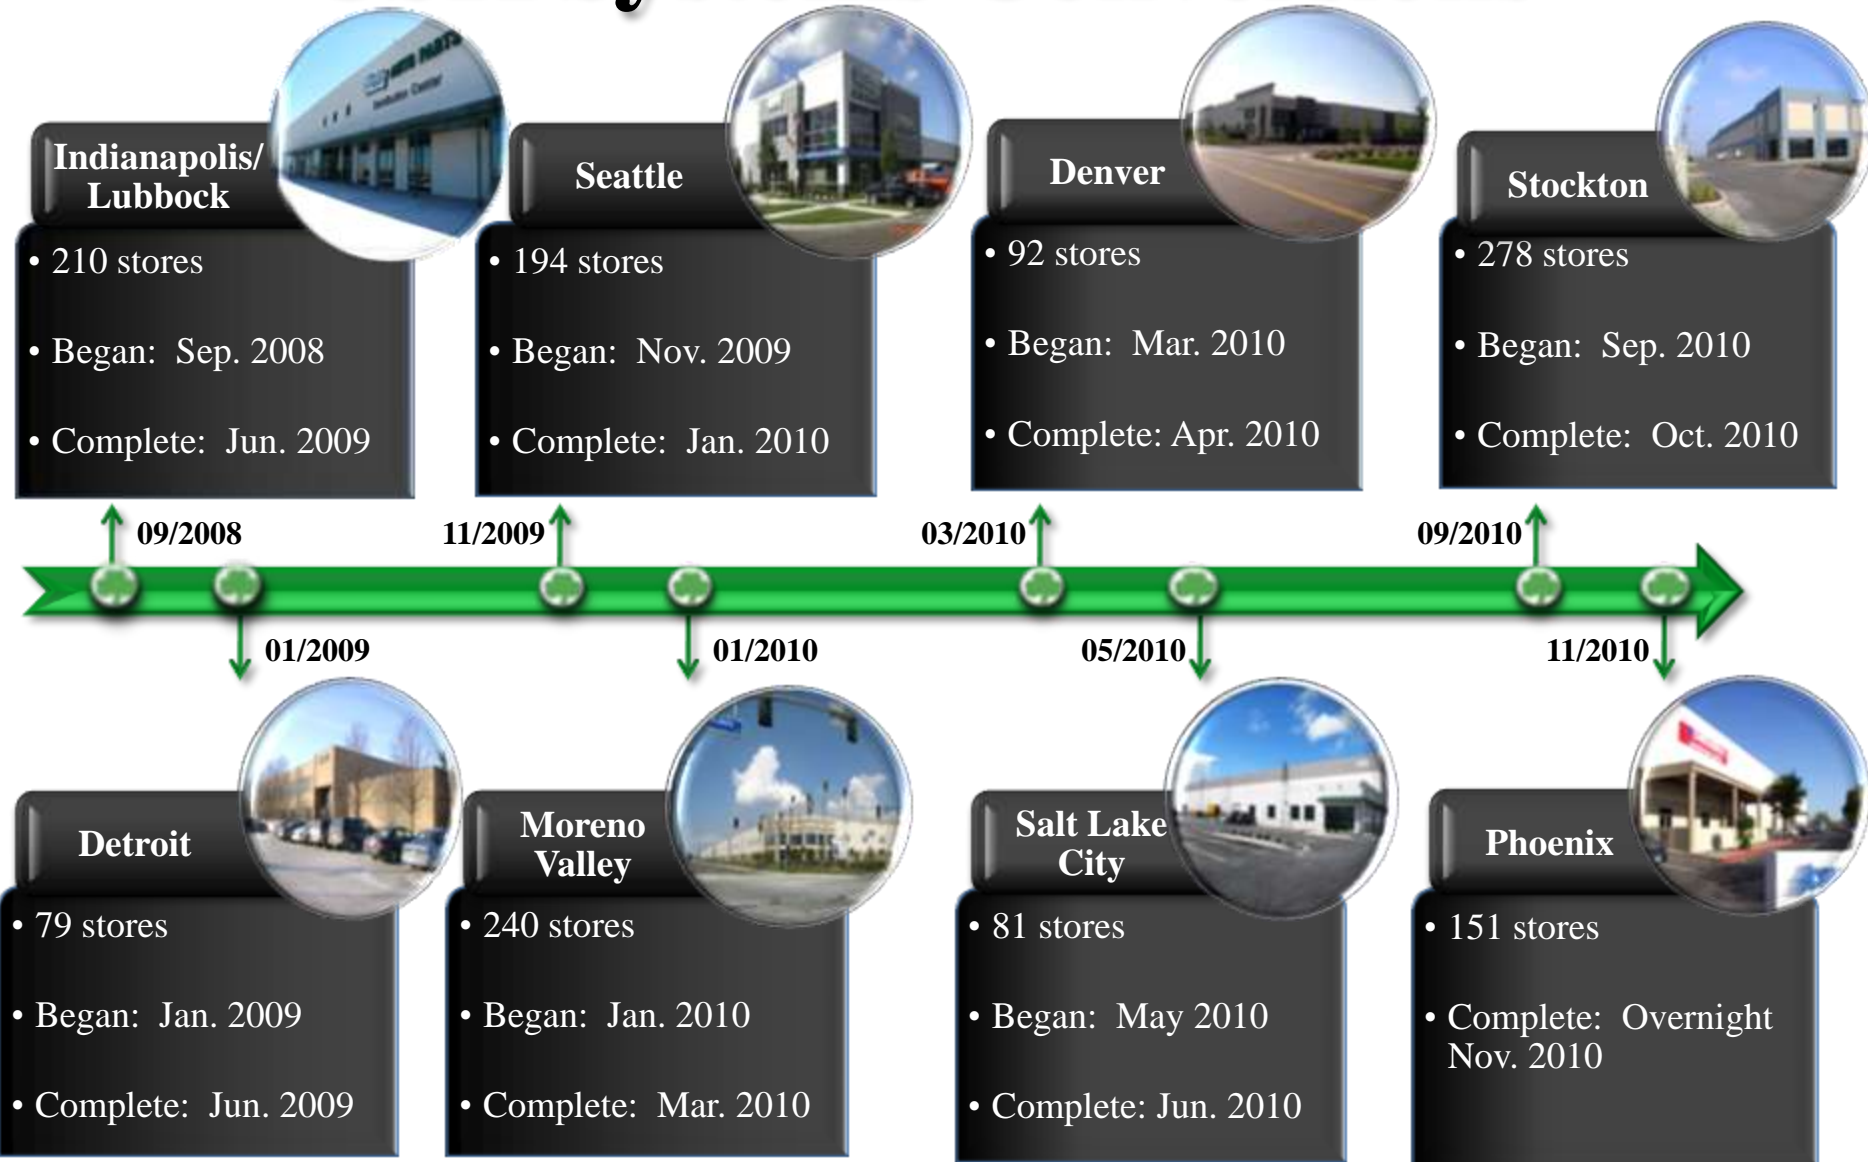 Indianapolis/
Lubbock
• 210 stores
• Began: Sep. 2008
• Complete: Jun. 2009
Seattle
• 194 stores
• Began: Nov. 2009
• Complete: Jan. 2010
Denver
• 92 stores
• Began: Mar. 2010
• Complete: Apr. 2010
Stockton
• 278 stores
• Began: Sep. 2010
• Complete: Oct. 2010
AUTO PARTS
09/2008
11/2009
03/2010
09/2010
01/2009
01/2010
05/2010
11/2010
Detroit
• 79 stores
• Began: Jan. 2009
• Complete: Jun. 2009
Moreno
Valley
• 240 stores
• Began: Jan. 2010
• Complete: Mar. 2010
Salt Lake
City
• 81 stores
• Began: May 2010
• Complete: Jun. 2010
Phoenix
• 151 stores
• Complete: Overnight
Nov. 2010